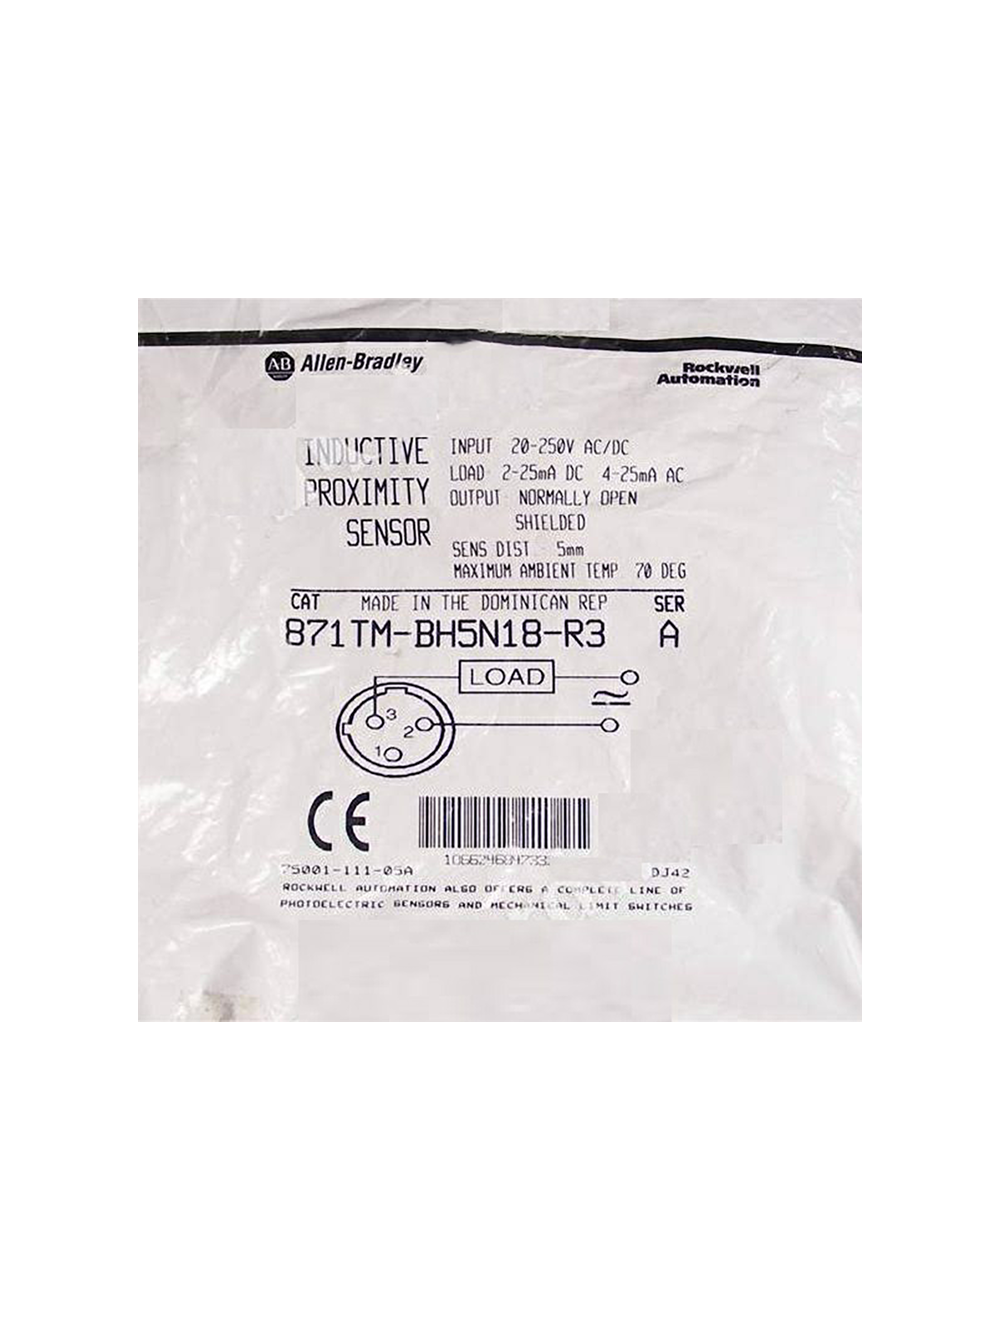 AB Allen-Bradley
Rockwell
Automation
INDUCTIVE
PROXIMITY
SENSOR
INPUT 20-250V AC/DC
LOAD 2-25mA DC 4-25mA AC
OUTPUT NORMALLY OPEN
SHIELDED
SENS DIST 5mm
MAXIMUM AMBIENT TEMP 70 DEG
CAT MADE IN THE DOMINICAN REP SER
871TM-BH5N18-R3 A
LOAD
3
2
1
CE
75001-111-05A DJ42
ROCKWELL AUTOMATION ALSO OFFERS A COMPLETE LINE OF
PHOTOELECTRIC SENSORS AND MECHANICAL LIMIT SWITCHES